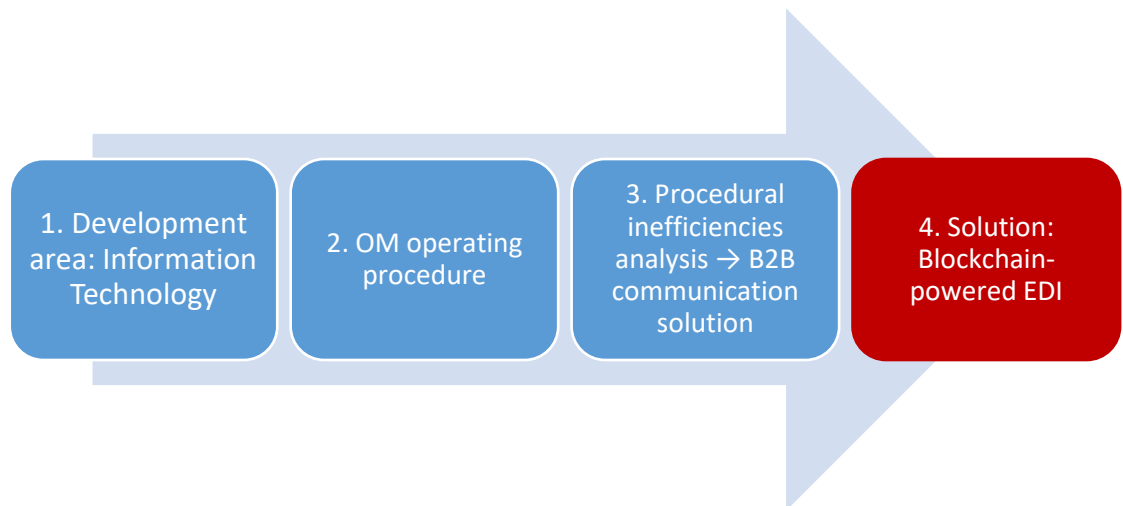 1. Development
area: Information
Technology
2. OM operating
procedure
3. Procedural
inefficiencies
analysis → B2B
communication
solution
4. Solution:
Blockchain-
powered EDI